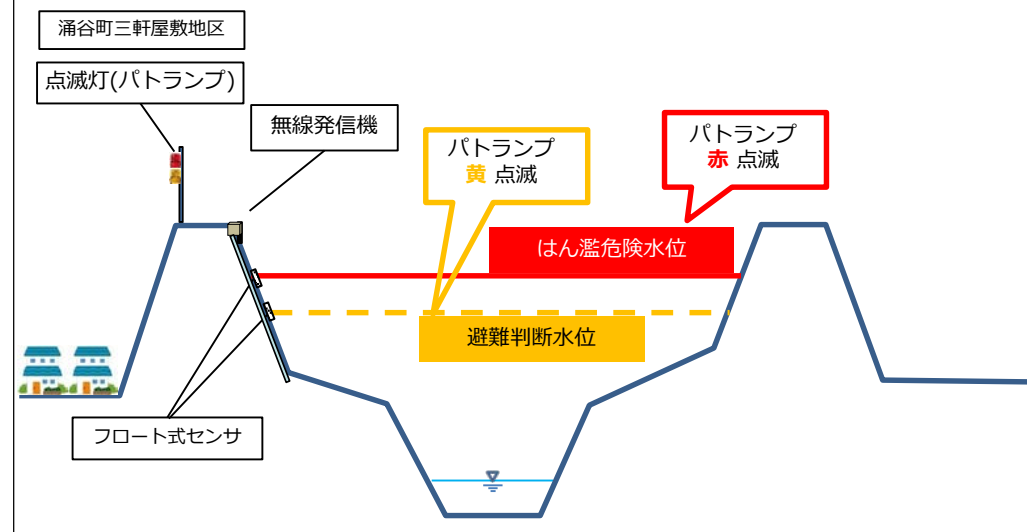 涌谷町三軒屋敷地区
点滅灯(パトランプ)
無線発信機
パトランプ
黄 点滅
パトランプ
赤 点滅
はん濫危険水位
避難判断水位
フロート式センサ